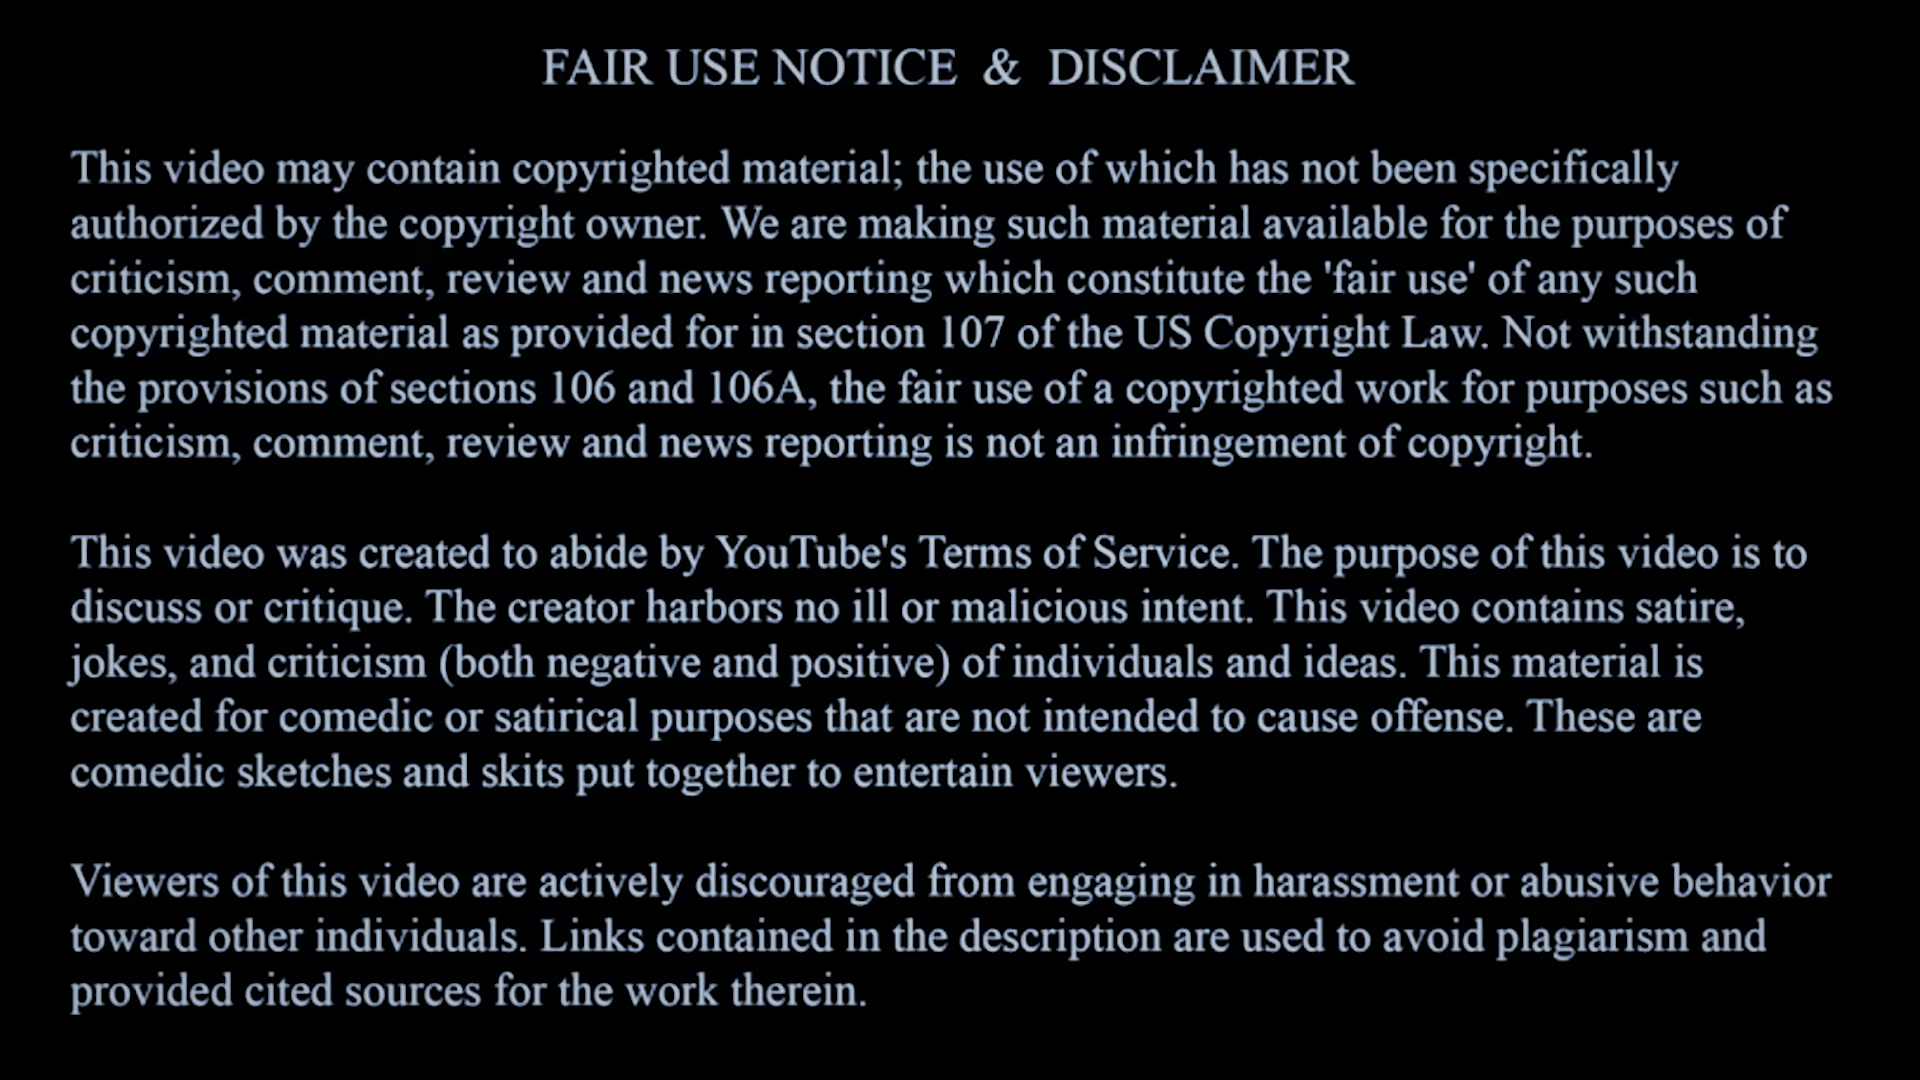 FAIR USE NOTICE & DISCLAIMER
This video may contain copyrighted material; the use of which has not been specifically
authorized by the copyright owner. We are making such material available for the purposes of
criticism, comment, review and news reporting which constitute the 'fair use' of any such
copyrighted material as provided for in section 107 of the US Copyright Law. Not withstanding
the provisions of sections 106 and 106A, the fair use of a copyrighted work for purposes such as
criticism, comment, review and news reporting is not an infringement of copyright.
This video was created to abide by YouTube's Terms of Service. The purpose of this video is to
discuss or critique. The creator harbors no ill or malicious intent. This video contains satire,
jokes, and criticism (both negative and positive) of individuals and ideas. This material is
created for comedic or satirical purposes that are not intended to cause offense. These are
comedic sketches and skits put together to entertain viewers.
Viewers of this video are actively discouraged from engaging in harassment or abusive behavior
toward other individuals. Links contained in the description are used to avoid plagiarism and
provided cited sources for the work therein.